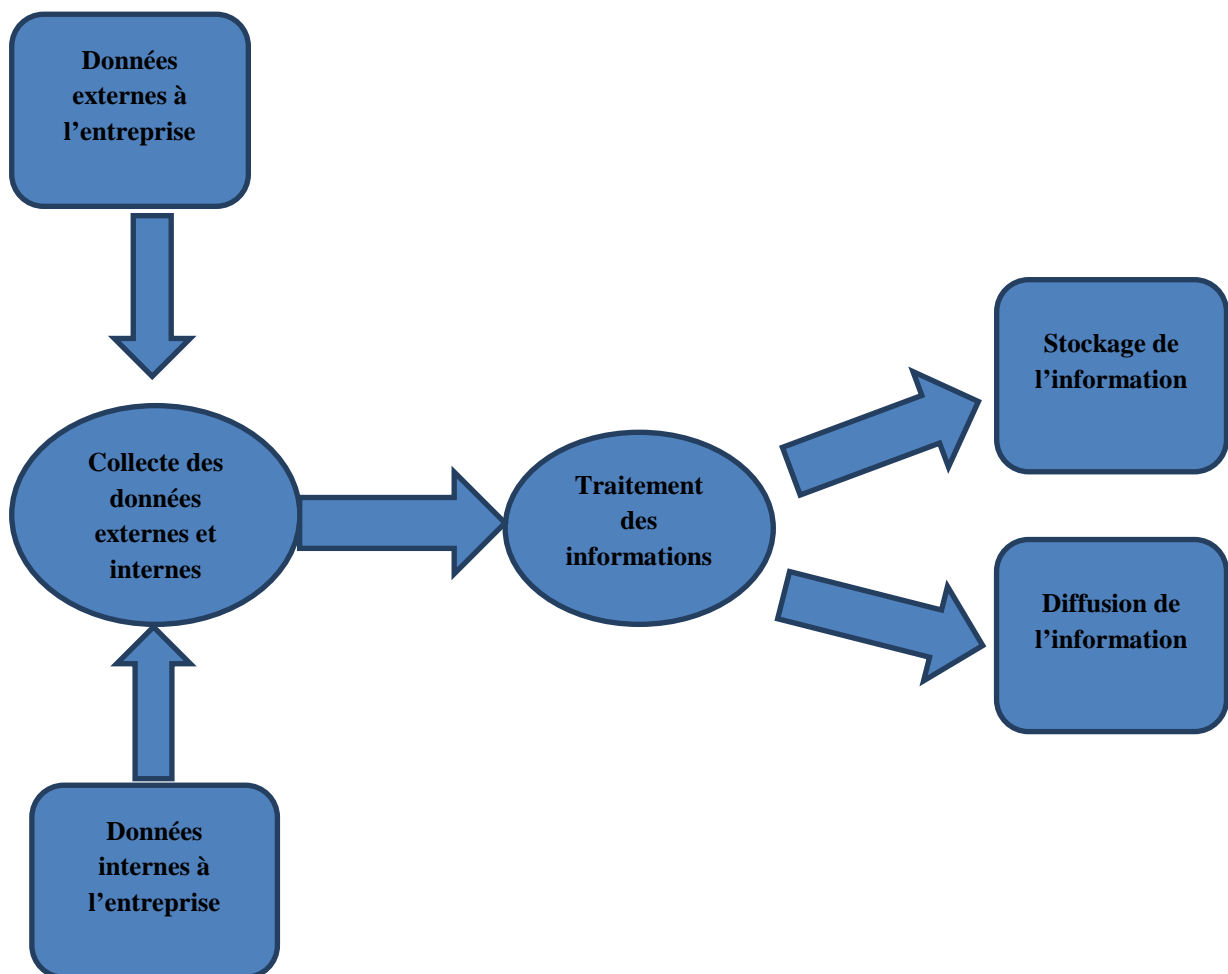 Données
externes à
l’entreprise
Collecte des
données
externes et
internes
Données
internes à
l’entreprise
Traitement
des
informations
Stockage de
l’information
Diffusion de
l’information